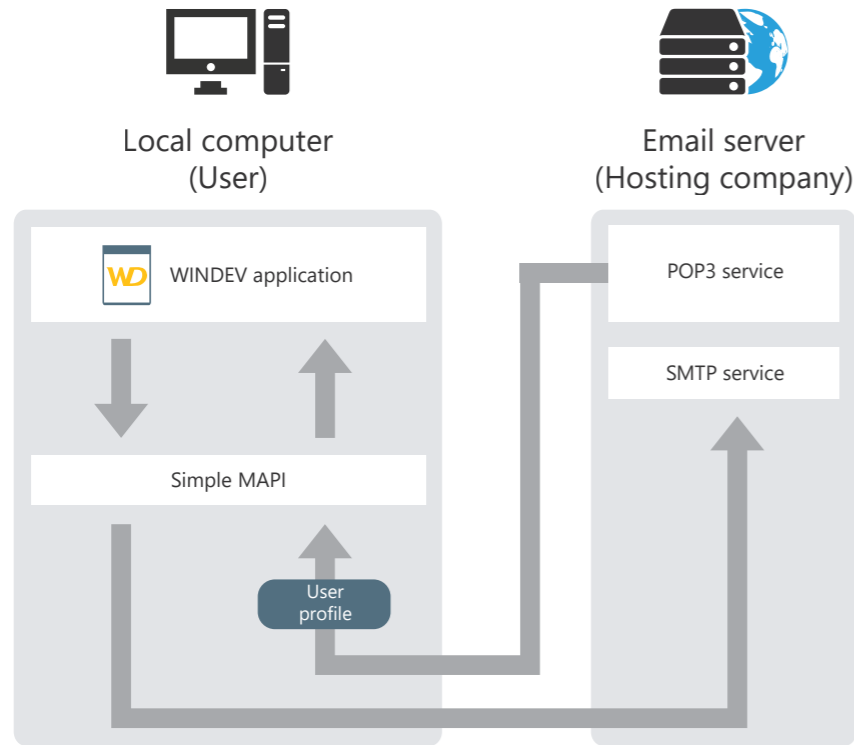 Local computer
(User)
Email server
(Hosting company)
WD WINDEV application
POP3 service
SMTP service
Simple MAPI
User
profile